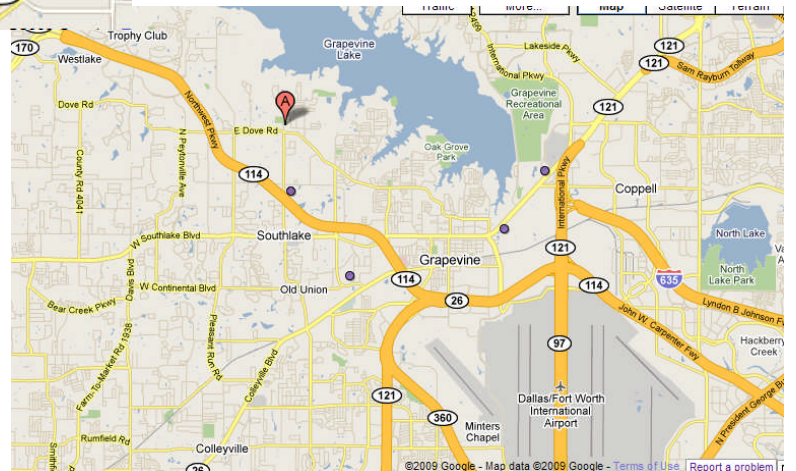 Traffic More... Map Satellite Terrain
Trophy Club
170
Westlake
Grapevine
Lake
2499
Lakeside Pkwy
International Pkwy
121
121
Sam Rayburn Tollway
Dove Rd
A
Northwest Pkwy
N Peytonville Ave
E Dove Rd
Grapevine
Recreational
Area
121
County Rd 4041
Oak Grove
Park
114
International Pkwy
Coppell
W Southlake Blvd
Southlake
Grapevine
121
North Lake
Davis Blvd
W Continental Blvd
Old Union
114
26
114
635
North
Lake Park
Bear Creek Pkwy
Pleasant Run Rd
John W. Carpenter Fwy
Lyndon B Johnson
Farm-To-Market Rd 1938
Colleyville Blvd
97
Hackberry
Creek
121
360
Dallas/Fort Worth
International
Airport
N President George
Rumfield Rd
Minters
Chapel
Colleyville
26
©2009 Google - Map data ©2009 Google - Terms of Use
Report a problem